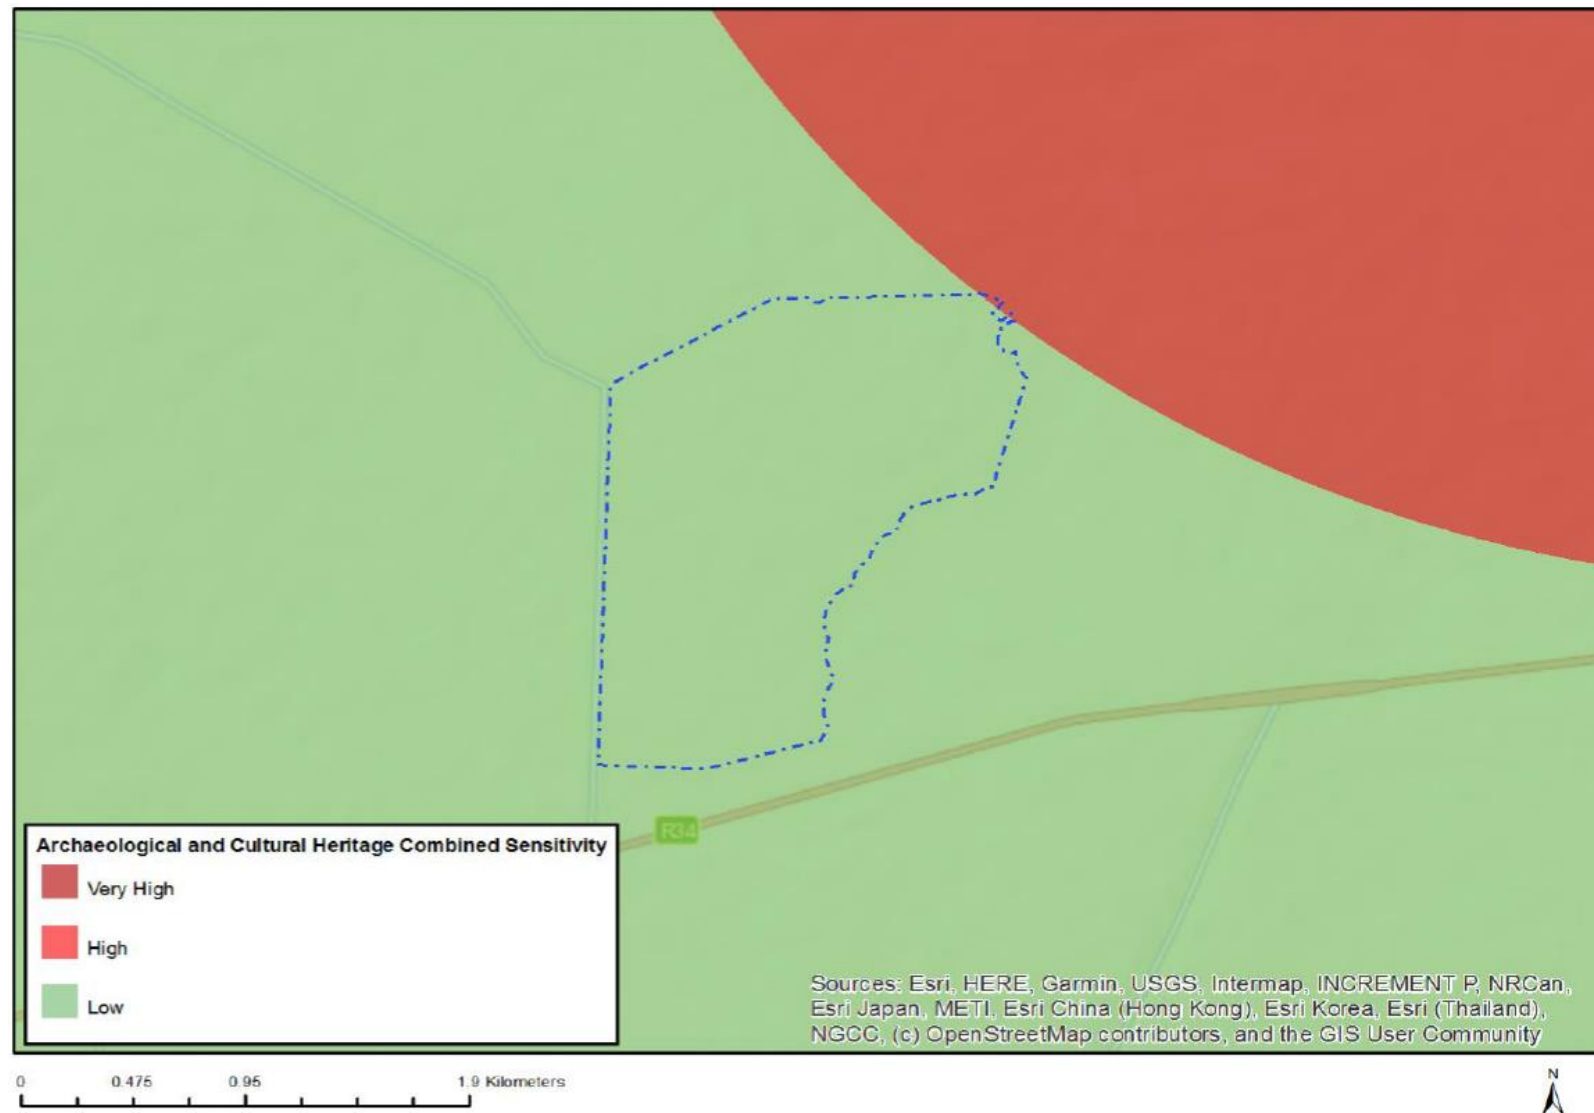 R34
Archaeological and Cultural Heritage Combined Sensitivity
Very High
High
Low
Sources: Esri, HERE, Garmin, USGS, Intermap, INCREMENT P, NRCan,
Esri Japan, METI, Esri China (Hong Kong), Esri Korea, Esri (Thailand),
NGCC, (c) OpenStreetMap contributors, and the GIS User Community
0 0.475 0.95 1.9 Kilometers
N